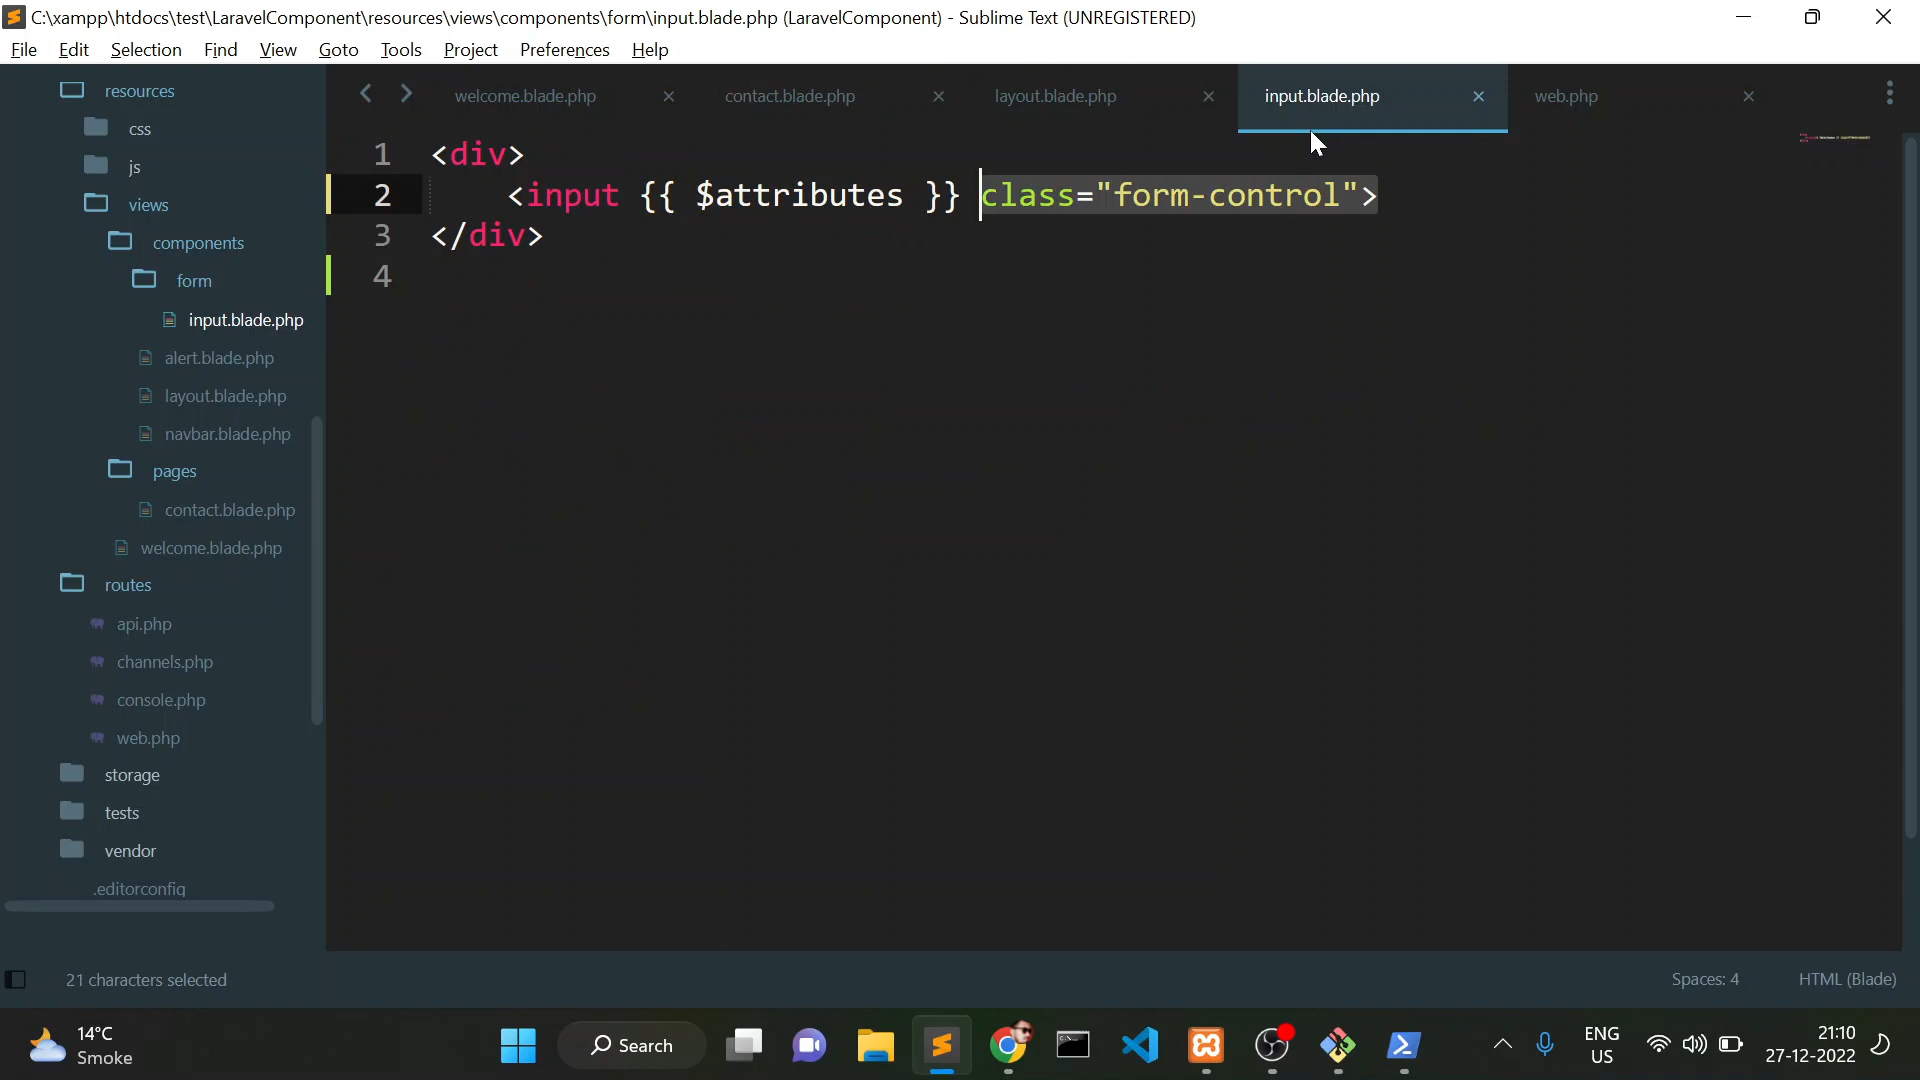 C:\xampp\htdocs\test\LaravelComponent\resources\views\components\form\input.blade.php (LaravelComponent) - Sublime Text (UNREGISTERED)
File Edit Selection Find View Goto Tools Project Preferences Help
welcome.blade.php contact.blade.php layout.blade.php input.blade.php web.php
resources
css
js
views
components
form
input.blade.php
alert.blade.php
layout.blade.php
navbar.blade.php
pages
contact.blade.php
welcome.blade.php
routes
api.php
channels.php
console.php
web.php
storage
tests
vendor
.editorconfig
1 <div>
2 <input {{ $attributes }} class="form-control">
3 </div>
4
21 characters selected
Spaces: 4
HTML (Blade)
14°C
Smoke
Search
ENG
US
21:10
27-12-2022